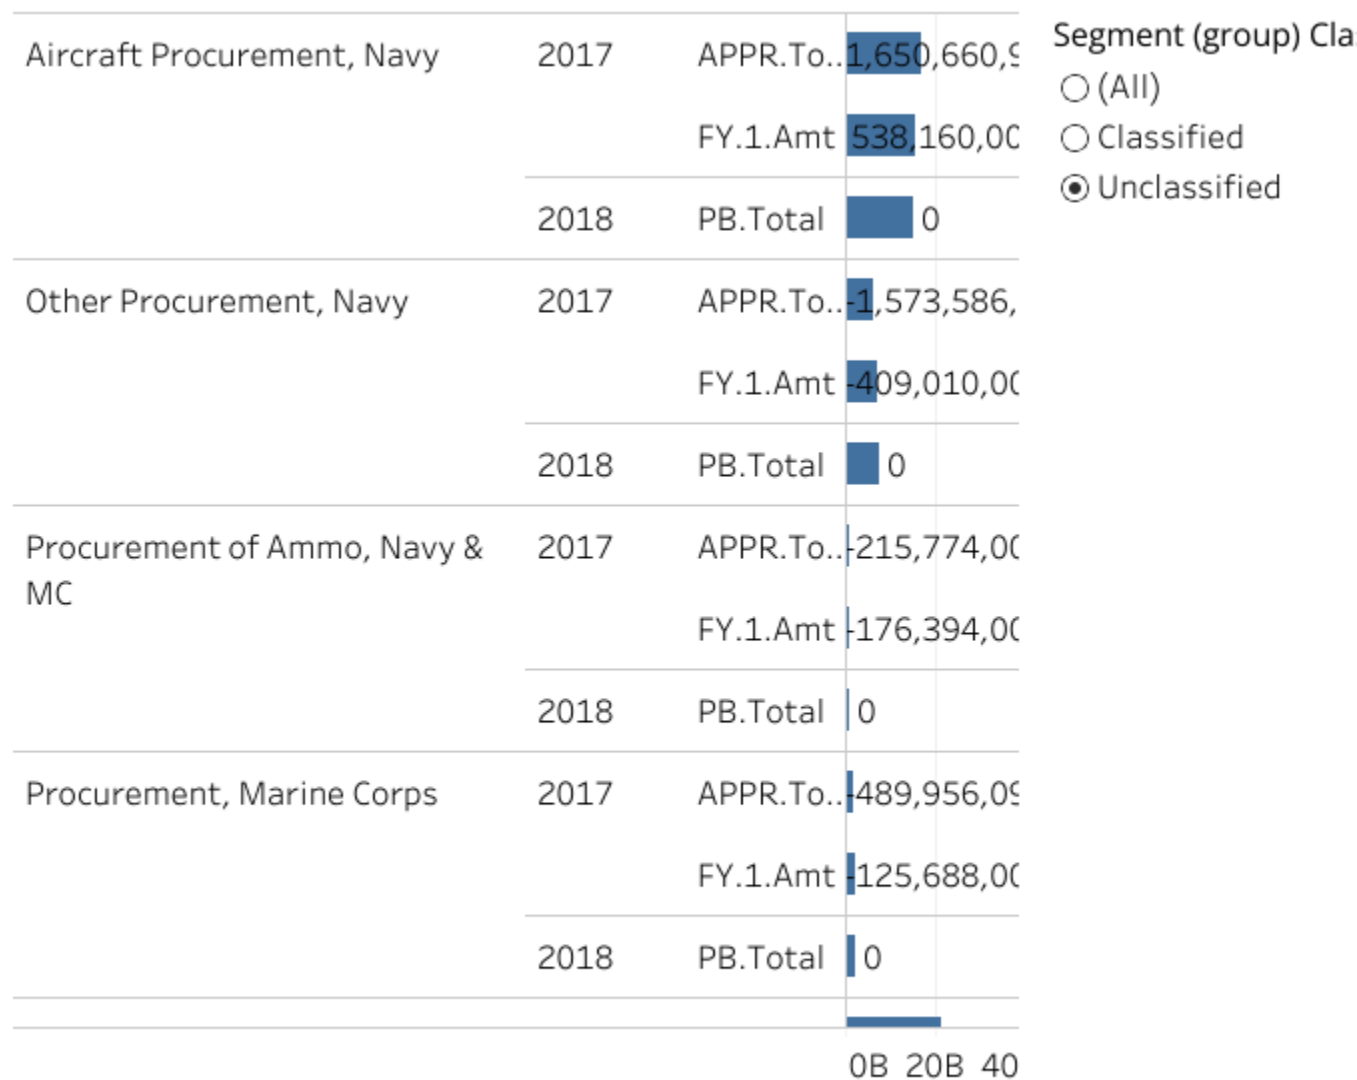 Aircraft Procurement, Navy 2017 APPR.To.. 1,650,660,9
FY.1.Amt 538,160,00
2018 PB.Total 0
Other Procurement, Navy 2017 APPR.To.. -1,573,586,
FY.1.Amt -409,010,00
2018 PB.Total 0
Procurement of Ammo, Navy & 2017 APPR.To.. -215,774,00
MC
FY.1.Amt -176,394,00
2018 PB.Total 0
Procurement, Marine Corps 2017 APPR.To.. -489,956,09
FY.1.Amt -125,688,00
2018 PB.Total 0
0B 20B 40
Segment (group) Cla
(All)
Classified
Unclassified